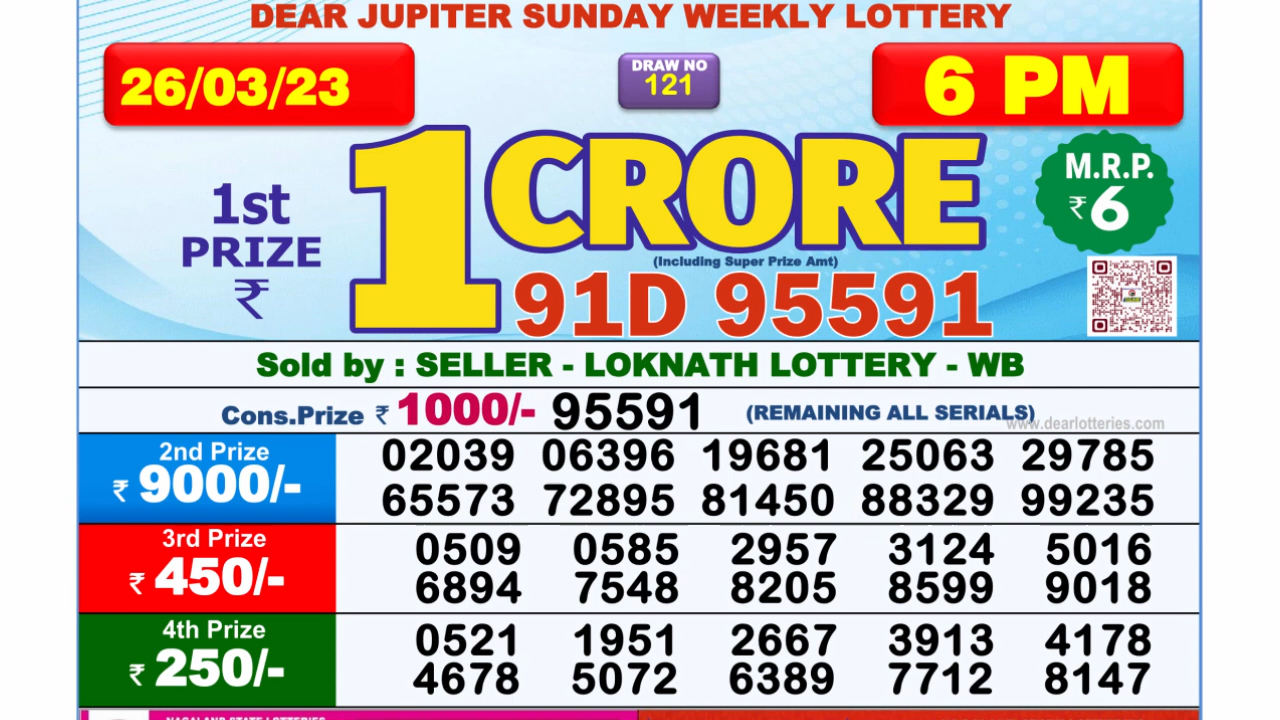 DEAR JUPITER SUNDAY WEEKLY LOTTERY
26/03/23
DRAW NO
121
6 PM
1st
PRIZE
₹
1 CRORE
(Including Super Prize Amt)
91D 95591
M.R.P.
₹ 6
Sold by : SELLER - LOKNATH LOTTERY - WB
Cons.Prize ₹ 1000/- 95591 (REMAINING ALL SERIALS)
www.dearlotteries.com
2nd Prize
₹ 9000/-
02039 06396 19681 25063 29785
65573 72895 81450 88329 99235
3rd Prize
₹ 450/-
0509 0585 2957 3124 5016
6894 7548 8205 8599 9018
4th Prize
₹ 250/-
0521 1951 2667 3913 4178
4678 5072 6389 7712 8147
NAGALAND STATE LOTTERIES